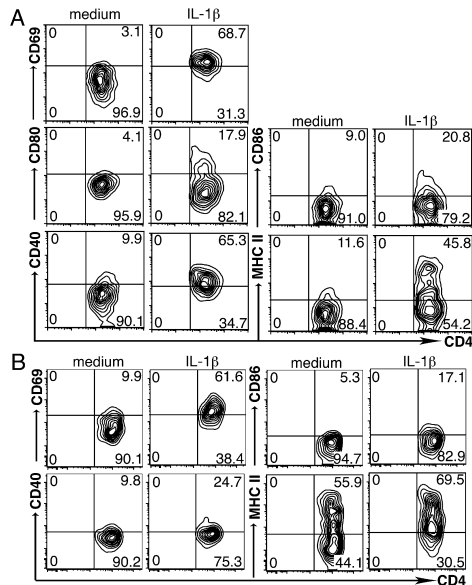 A
medium IL-1β
CD69
0 3.1 0 68.7
0 96.9 0 31.3
CD80
0 4.1 0 17.9
0 95.9 0 82.1
CD40
0 9.9 0 65.3
0 90.1 0 34.7
medium IL-1β
CD86
0 9.0 0 20.8
0 91.0 0 79.2
MHC II
0 11.6 0 45.8
0 88.4 0 54.2
CD4
B
medium IL-1β medium IL-1β
CD69
0 9.9 0 61.6
0 90.1 0 38.4
CD86
0 5.3 0 17.1
0 94.7 0 82.9
CD40
0 9.8 0 24.7
0 90.2 0 75.3
MHC II
0 55.9 0 69.5
0 44.1 0 30.5
CD4